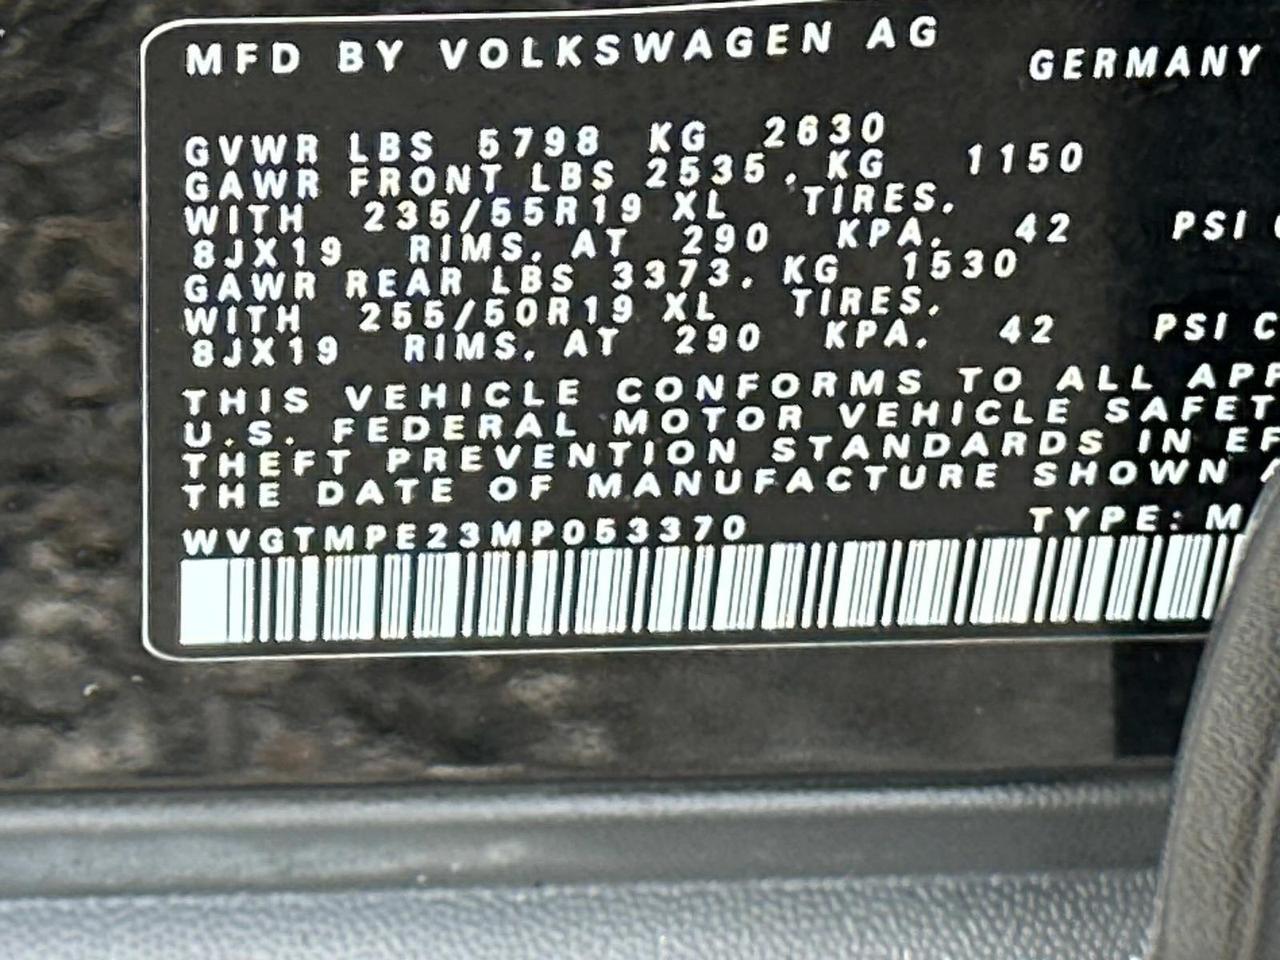 MFD BY VOLKSWAGEN AG GERMANY
GVWR LBS 5798 KG 2630
GAWR FRONT LBS 2535. KG 1150
WITH 235/55R19 XL TIRES.
8JX19 RIMS. AT 290 KPA. 42 PSI
GAWR REAR LBS 3373. KG 1530
WITH 255/50R19 XL TIRES.
8JX19 RIMS. AT 290 KPA. 42 PSI C
THIS VEHICLE CONFORMS TO ALL APP
U.S. FEDERAL MOTOR VEHICLE SAFET
THEFT PREVENTION STANDARDS IN EF
THE DATE OF MANUFACTURE SHOWN A
WVGTMPE23MP053370 TYPE: M